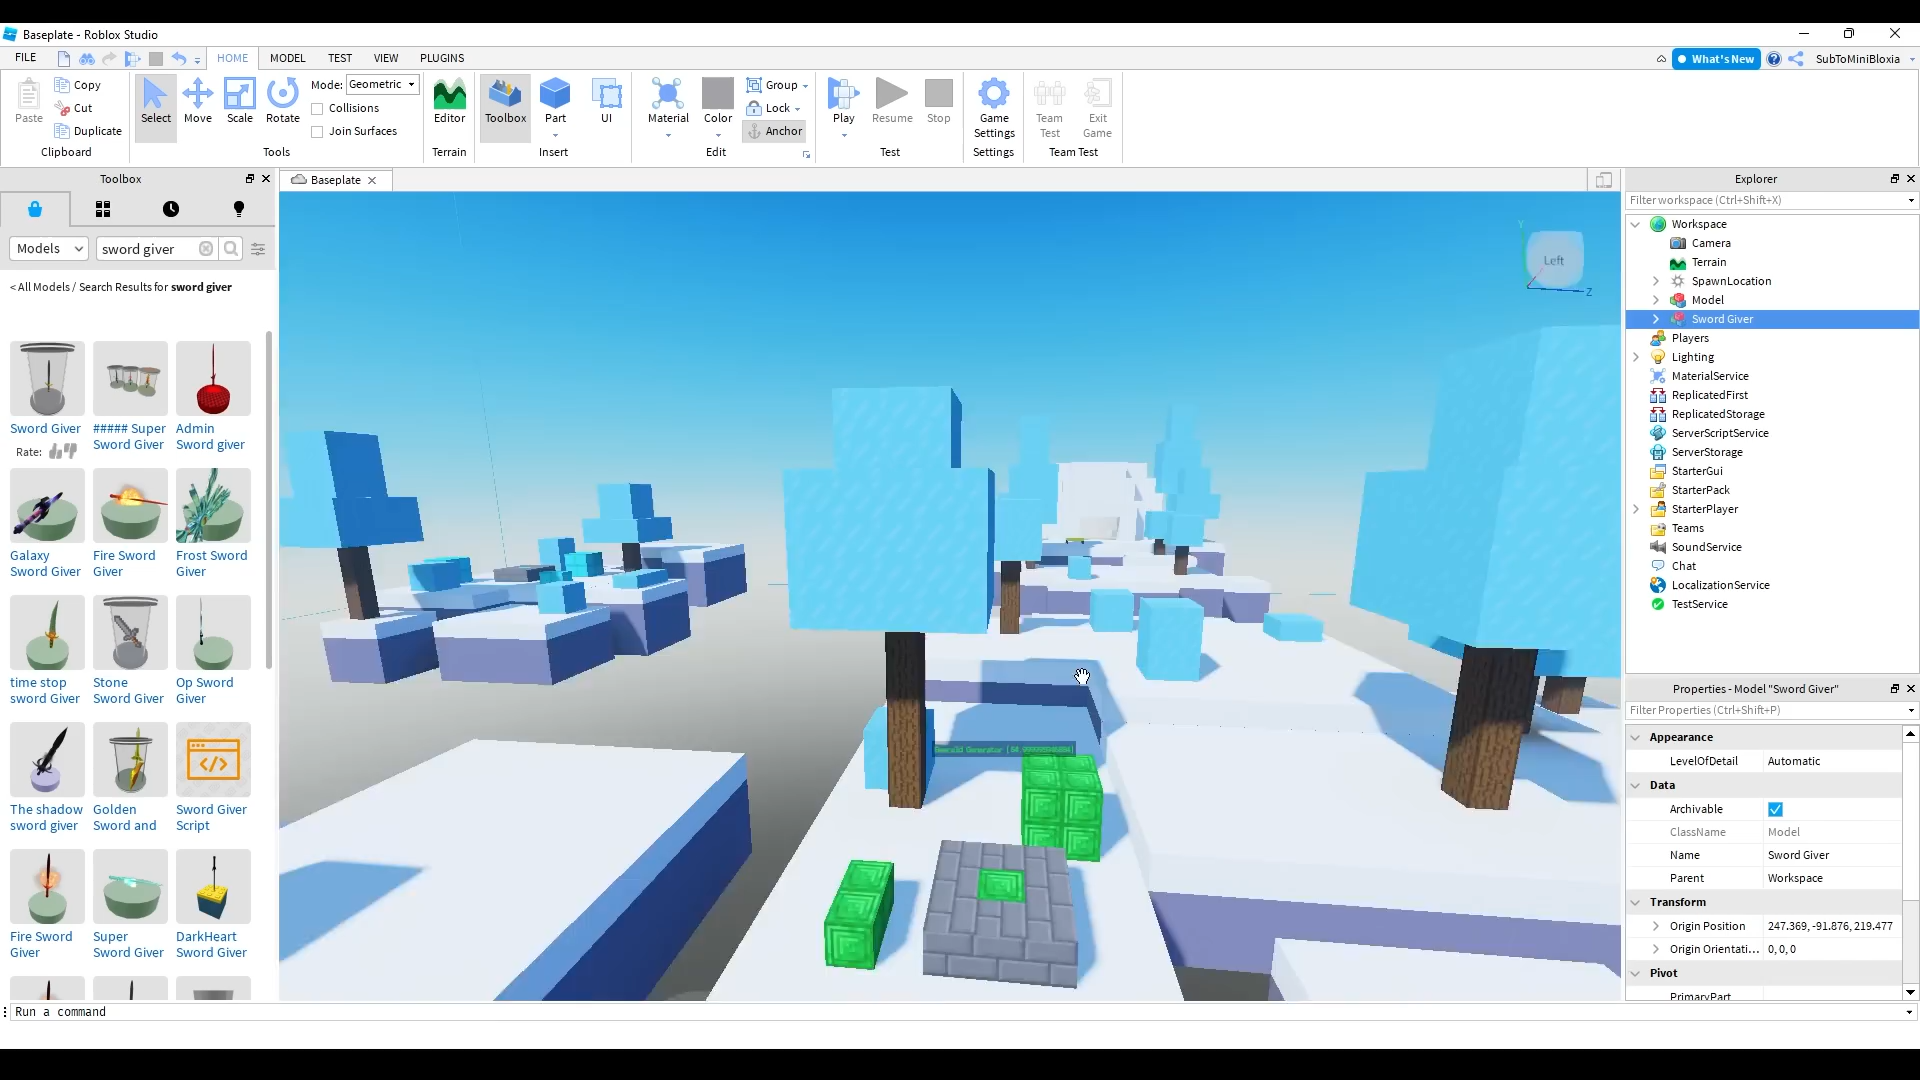 Baseplate - Roblox Studio
FILE
HOME
MODEL
TEST
VIEW
PLUGINS
What's New
SubToMiniBloxia
Paste
Copy
Cut
Duplicate
Clipboard
Select
Move
Scale
Rotate
Mode: Geometric
Collisions
Join Surfaces
Tools
Editor
Terrain
Toolbox
Part
UI
Insert
Material
Color
Group
Lock
Anchor
Edit
Play
Resume
Stop
Test
Game
Settings
Settings
Team
Test
Exit
Game
Team Test
Toolbox
Models
sword giver
< All Models / Search Results for sword giver
Sword Giver
Rate:
##### Super
Sword Giver
Admin
Sword giver
Galaxy
Sword Giver
Fire Sword
Giver
Frost Sword
Giver
time stop
sword Giver
Stone
Sword Giver
Op Sword
Giver
The shadow
sword giver
Golden
Sword and
Sword Giver
Script
Fire Sword
Giver
Super
Sword Giver
DarkHeart
Sword Giver
Baseplate
Left
Y
Z
Explorer
Filter workspace (Ctrl+Shift+X)
Workspace
Camera
Terrain
SpawnLocation
Model
Sword Giver
Players
Lighting
MaterialService
ReplicatedFirst
ReplicatedStorage
ServerScriptService
ServerStorage
StarterGui
StarterPack
StarterPlayer
Teams
SoundService
Chat
LocalizationService
TestService
Properties - Model "Sword Giver"
Filter Properties (Ctrl+Shift+P)
Appearance
LevelOfDetail Automatic
Data
Archivable
ClassName Model
Name Sword Giver
Parent Workspace
Transform
Origin Position 247.369, -91.876, 219.477
Origin Orientati... 0, 0, 0
Pivot
PrimaryPart
Run a command